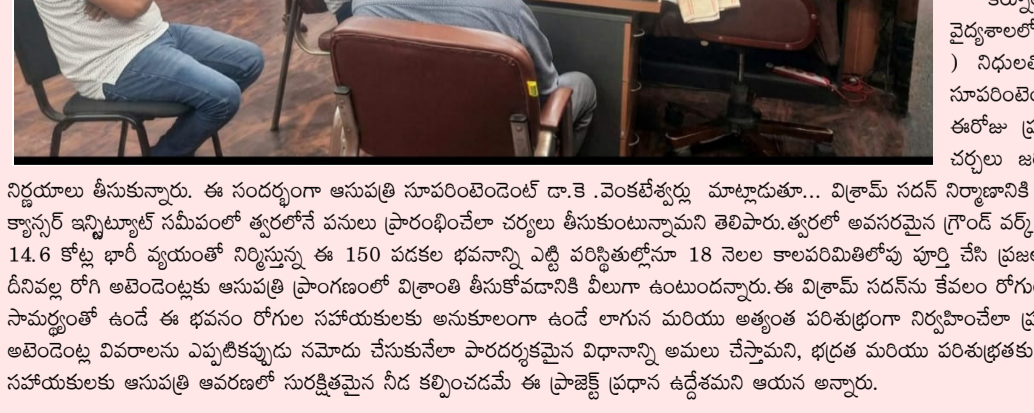 వైద్యశాలలో
) నిధులత
సూపరింటెం
ఈరోజు ప్ర
చర్చలు జ
నిర్ణయాలు తీసుకున్నారు. ఈ సందర్భంగా ఆసుపత్రి సూపరింటెండెంట్ డా.కె .వెంకటేశ్వర్లు మాట్లాడుతూ... విశ్రామ్ సదన్ నిర్మాణానికి
క్యాన్సర్ ఇన్స్టిట్యూట్ సమీపంలో త్వరలోనే పనులు ప్రారంభించేలా చర్యలు తీసుకుంటున్నామని తెలిపారు.త్వరలో అవసరమైన గ్రౌండ్ వర్క్
14.6 కోట్ల భారీ వ్యయంతో నిర్మిస్తున్న ఈ 150 పడకల భవనాన్ని ఎట్టి పరిస్థితుల్లోనూ 18 నెలల కాలపరిమితిలోపు పూర్తి చేసి ప్రజల
దీనివల్ల రోగి అటెండెంట్లకు ఆసుపత్రి ప్రాంగణంలో విశ్రాంతి తీసుకోవడానికి వీలుగా ఉంటుందన్నారు.ఈ విశ్రామ్ సదన్‌ను కేవలం రోగుల
సామర్థ్యంతో ఉండే ఈ భవనం రోగుల సహాయకులకు అనుకూలంగా ఉండే లాగున మరియు అత్యంత పరిశుభ్రంగా నిర్వహించేలా ప్ర
అటెండెంట్ల వివరాలను ఎప్పటికప్పుడు నమోదు చేసుకునేలా పారదర్శకమైన విధానాన్ని అమలు చేస్తామని, భద్రత మరియు పరిశుభ్రతకు
సహాయకులకు ఆసుపత్రి ఆవరణలో సురక్షితమైన నీడ కల్పించడమే ఈ ప్రాజెక్ట్ ప్రధాన ఉద్దేశమని ఆయన అన్నారు.